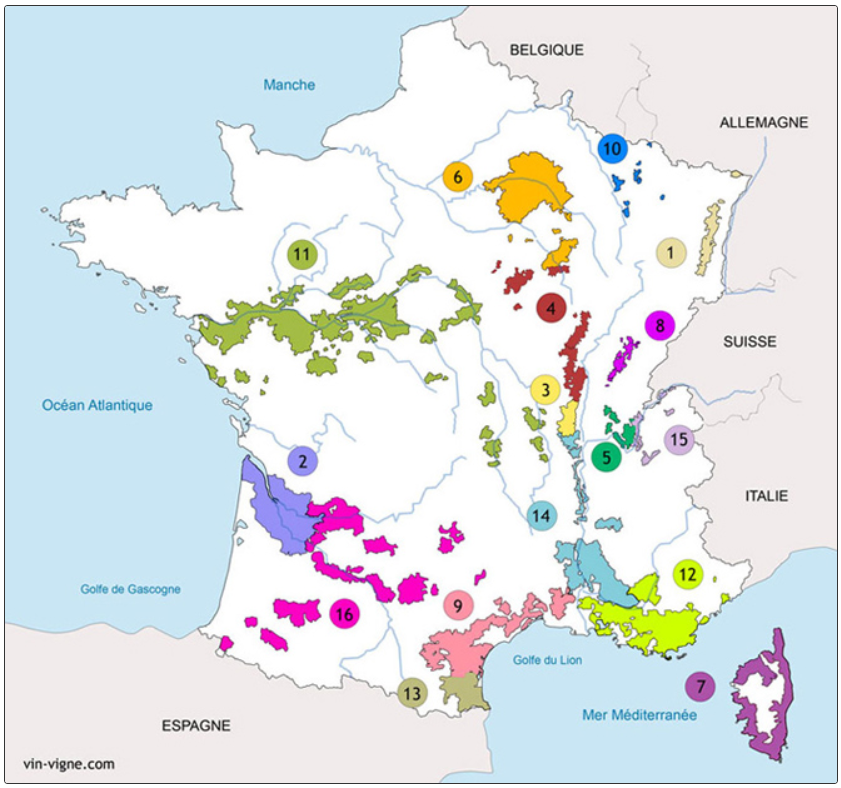 BELGIQUE
Manche
ALLEMAGNE
10
6
11
1
4
8
SUISSE
3
Océan Atlantique
15
2
5
ITALIE
14
12
Golfe de Gascogne
9
16
Golfe du Lion
7
13
Mer Méditerranée
ESPAGNE
vin-vigne.com